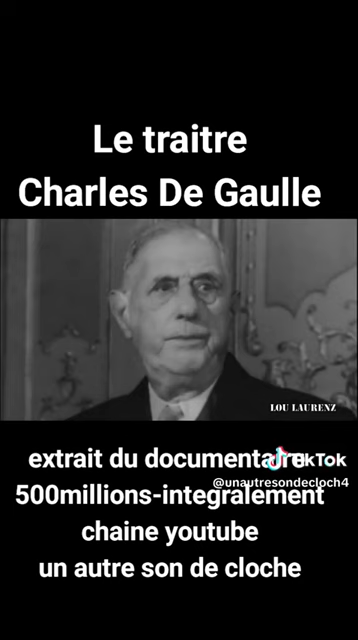 Le traitre
Charles De Gaulle
LOU LAURENZ
extrait du documentaire
TikTok
@unautresondecloch4
500millions-integralement
chaine youtube
un autre son de cloche